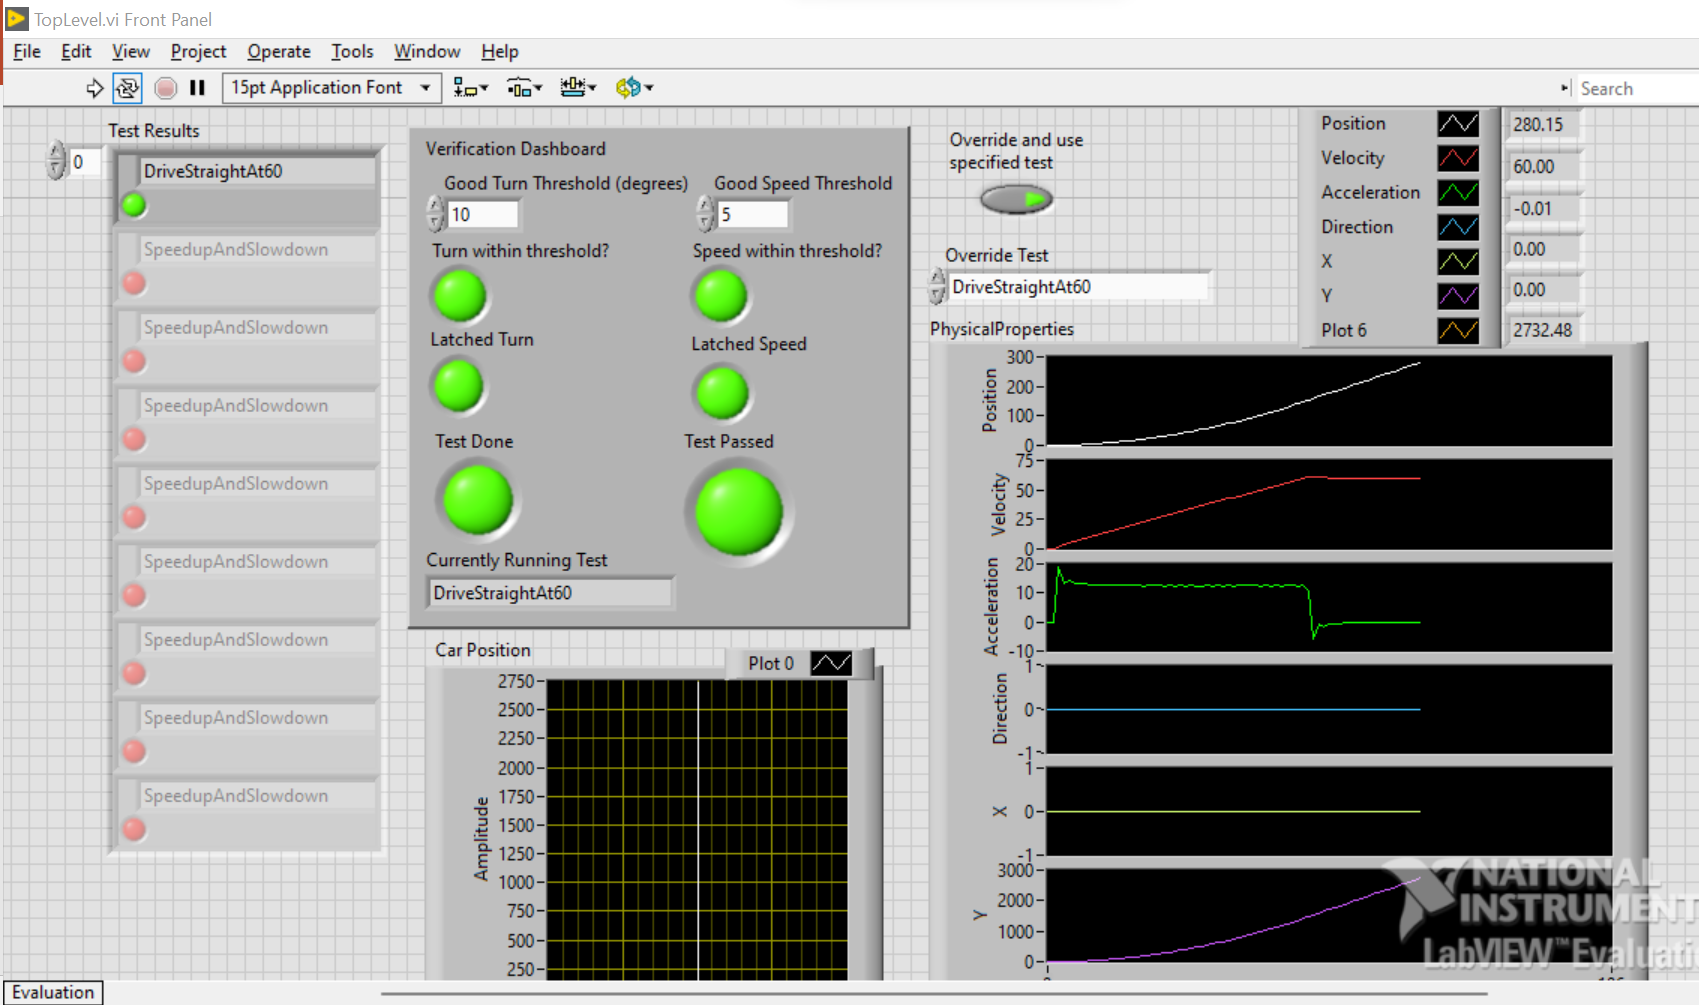 TopLevel.vi Front Panel
File Edit View Project Operate Tools Window Help
15pt Application Font
Search
Test Results
0
DriveStraightAt60
SpeedupAndSlowdown
SpeedupAndSlowdown
SpeedupAndSlowdown
SpeedupAndSlowdown
SpeedupAndSlowdown
SpeedupAndSlowdown
SpeedupAndSlowdown
SpeedupAndSlowdown
Verification Dashboard
Good Turn Threshold (degrees) Good Speed Threshold
10 5
Turn within threshold? Speed within threshold?
Latched Turn Latched Speed
Test Done Test Passed
Currently Running Test
DriveStraightAt60
Override and use
specified test
Override Test
DriveStraightAt60
Position 280.15
Velocity 60.00
Acceleration -0.01
Direction 0.00
X 0.00
Y 2732.48
Plot 6
PhysicalProperties
Position
300
200
100
0
Velocity
75
50
25
0
Acceleration
20
10
0
-10
Direction
1
0
-1
X
1
0
-1
Y
3000
2000
1000
0
Car Position
Plot 0
Amplitude
2750
2500
2250
2000
1750
1500
1250
1000
750
500
250
NATIONAL
INSTRUMENT
LabVIEW™ Evaluati
Evaluation